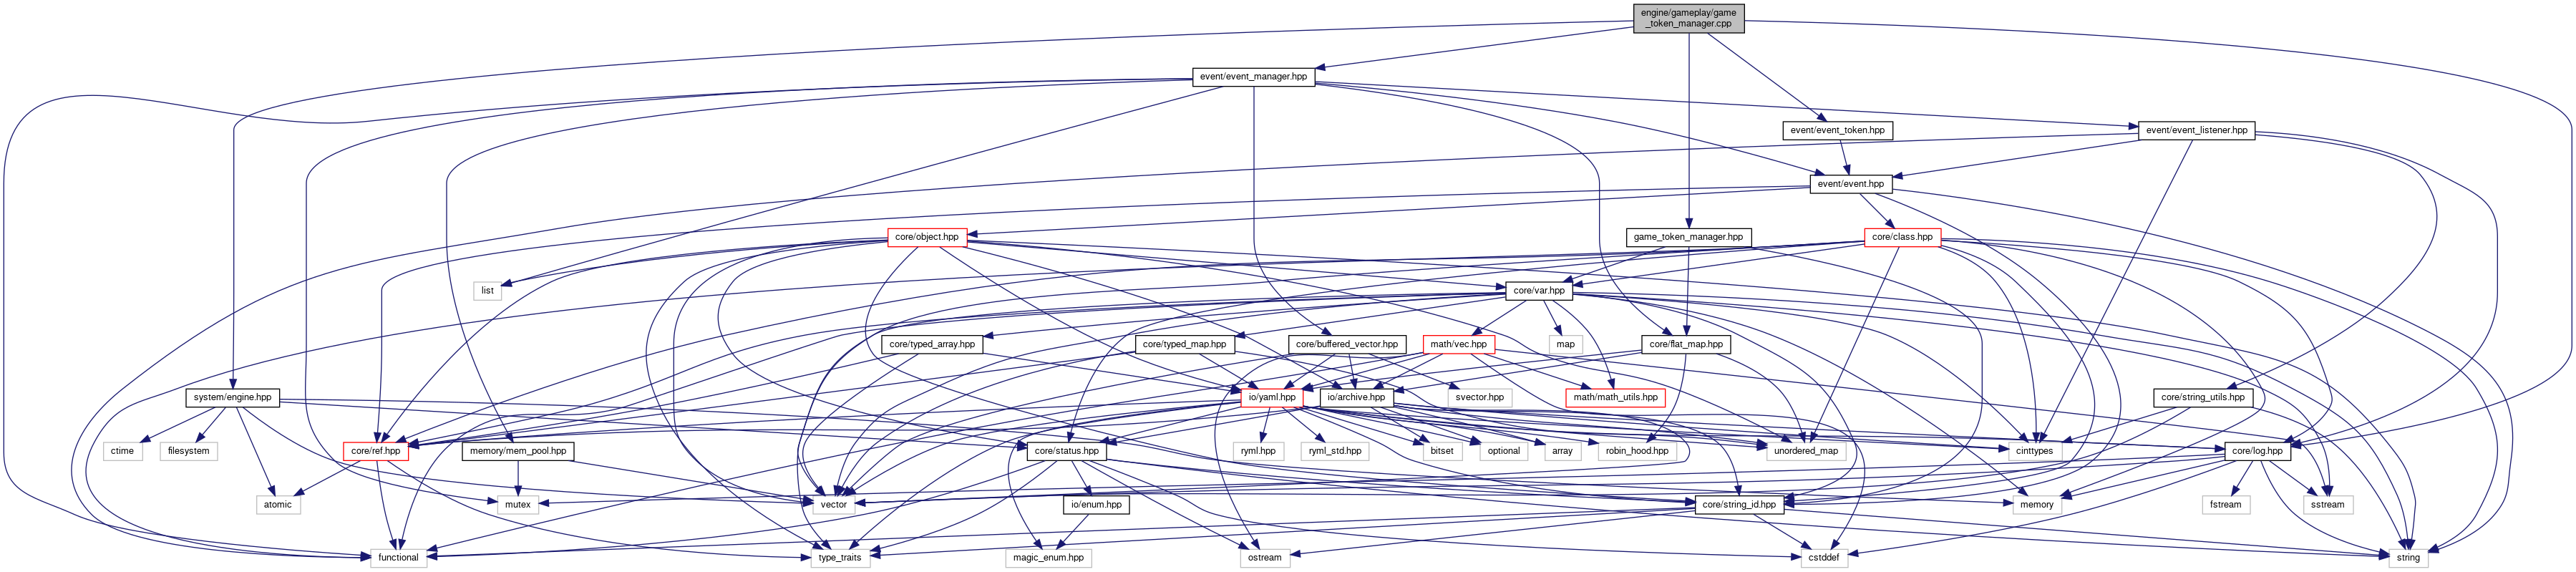 engine/gameplay/game
_token_manager.cpp
event/event_manager.hpp
event/event_token.hpp
event/event_listener.hpp
event/event.hpp
core/object.hpp
game_token_manager.hpp
core/class.hpp
list
core/var.hpp
core/typed_array.hpp
core/typed_map.hpp
core/buffered_vector.hpp
math/vec.hpp
map
core/flat_map.hpp
system/engine.hpp
io/yaml.hpp
io/archive.hpp
svector.hpp
math/math_utils.hpp
core/string_utils.hpp
ctime
filesystem
core/ref.hpp
memory/mem_pool.hpp
core/status.hpp
ryml.hpp
ryml_std.hpp
bitset
optional
array
robin_hood.hpp
unordered_map
cinttypes
core/log.hpp
atomic
mutex
vector
io/enum.hpp
core/string_id.hpp
memory
fstream
sstream
functional
type_traits
magic_enum.hpp
ostream
cstddef
string